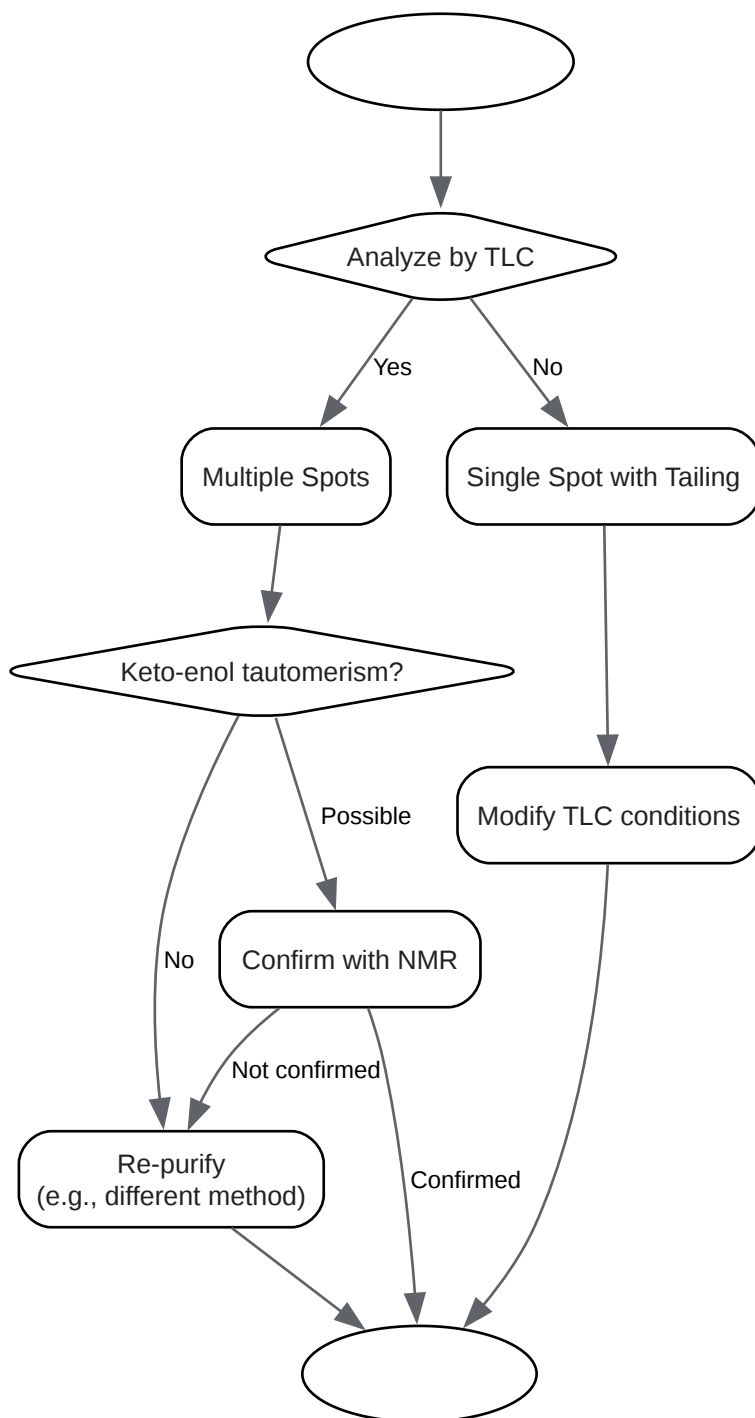 Analyze by TLC
Yes
No
Multiple Spots
Single Spot with Tailing
Keto-enol tautomerism?
Possible
Modify TLC conditions
No
Confirm with NMR
Not confirmed
Re-purify
(e.g., different method)
Confirmed